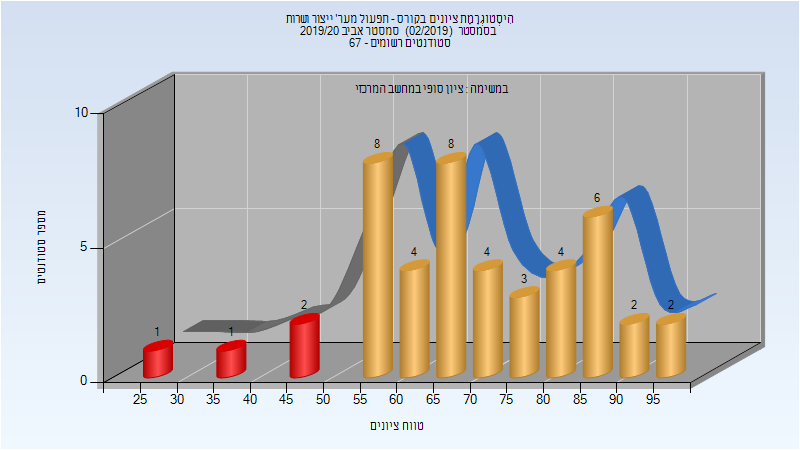 היסטוגרמת ציונים בקורס - תפעול מער' ייצור ושרות
בסמסטר (02/2019) סמסטר אביב 2019/20
סטודנטים רשומים - 67
במשימה : ציון סופי במחשב המרכזי
מספר סטודנטים
10
5
0
1
1
2
8
4
8
4
3
4
6
2
2
25 30 35 40 45 50 55 60 65 70 75 80 85 90 95
טווח ציונים